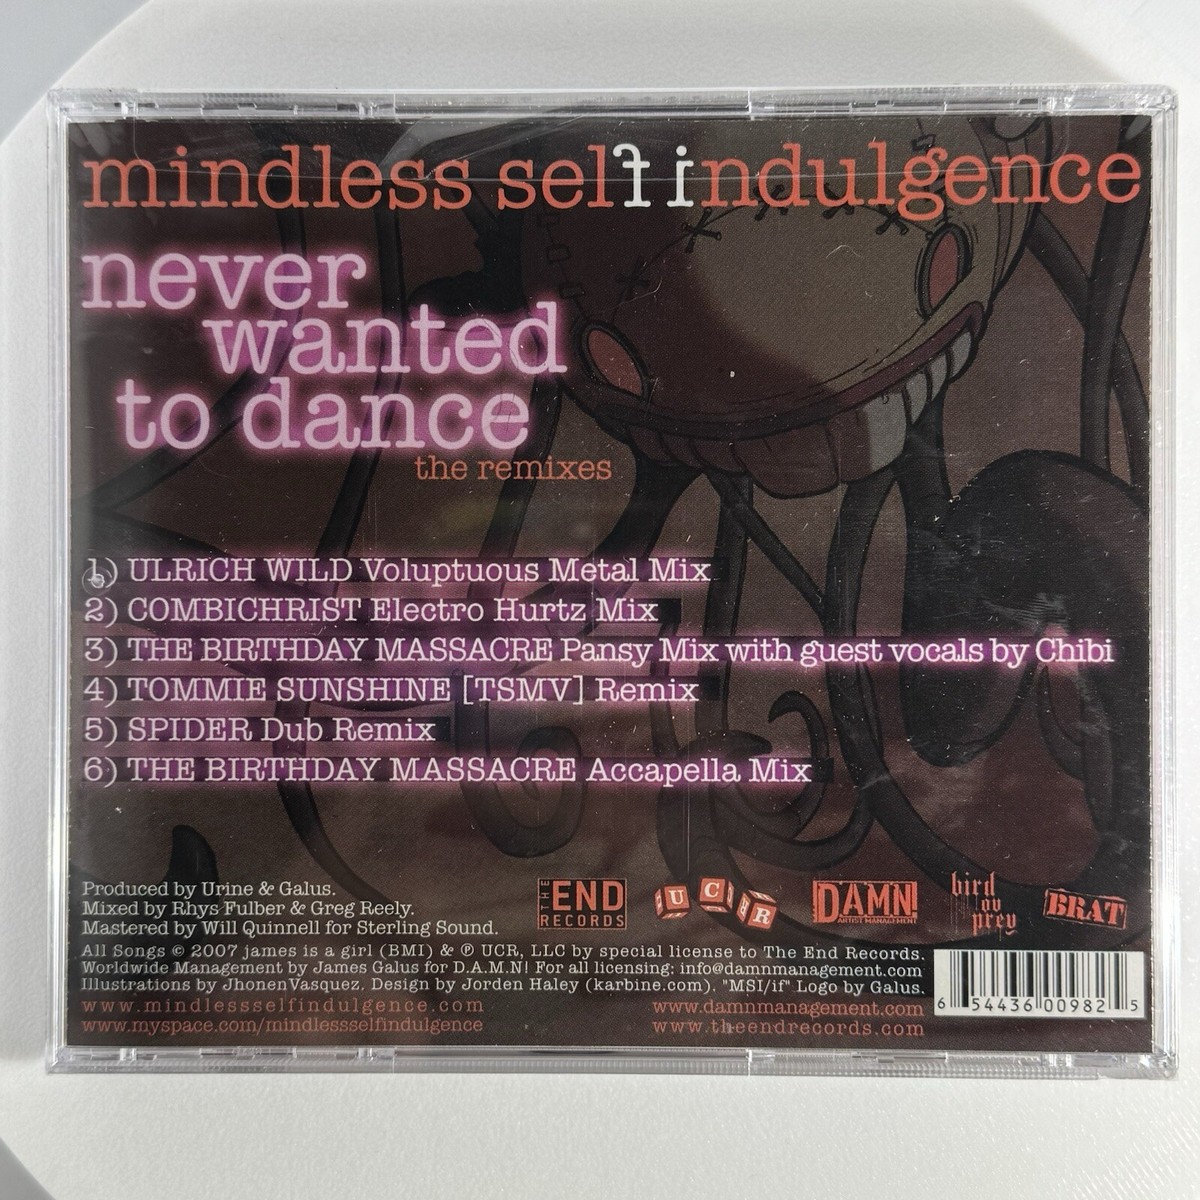 mindless self indulgence
never
wanted
to dance
the remixes
1) ULRICH WILD Voluptuous Metal Mix
2) COMBICHRIST Electro Hurtz Mix
3) THE BIRTHDAY MASSACRE Pansy Mix with guest vocals by Chibi
4) TOMMIE SUNSHINE [TSMV] Remix
5) SPIDER Dub Remix
6) THE BIRTHDAY MASSACRE Accapella Mix
Produced by Urine & Galus.
Mixed by Rhys Fulber & Greg Reely.
Mastered by Will Quinnell for Sterling Sound.
THE END RECORDS
UCR
DAMN!
ARTIST MANAGEMENT
bird
ov
prey
BRAT
All Songs © 2007 james is a girl (BMI) & ℗ UCR, LLC by special license to The End Records.
Worldwide Management by James Galus for D.A.M.N! For all licensing: info@damnmanagement.com
Illustrations by Jhonen Vasquez. Design by Jorden Haley (karbine.com). "MSI/if" Logo by Galus.
www.mindlessselfindulgence.com
www.myspace.com/mindlessselfindulgence
www.damnmanagement.com
www.theendrecords.com
6 54436 00982 5